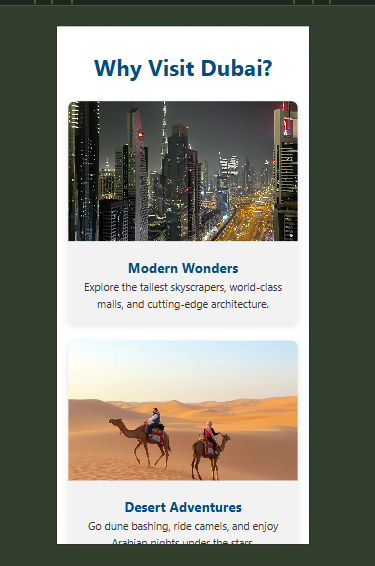 Why Visit Dubai?
Modern Wonders
Explore the tallest skyscrapers, world-class
malls, and cutting-edge architecture.
Desert Adventures
Go dune bashing, ride camels, and enjoy
Arabian nights under the stars.